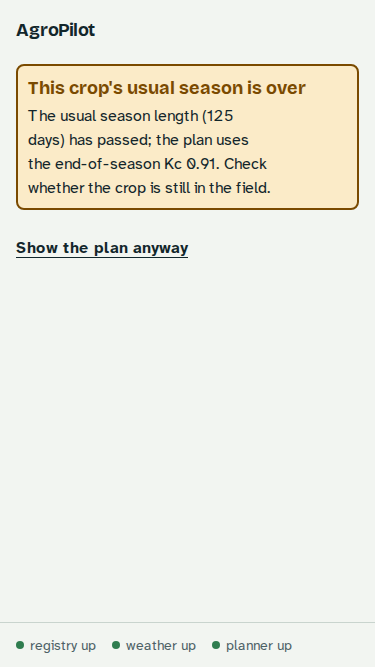 AgroPilot
This crop's usual season is over
The usual season length (125
days) has passed; the plan uses
the end-of-season Kc 0.91. Check
whether the crop is still in the field.
Show the plan anyway
registry up
weather up
planner up